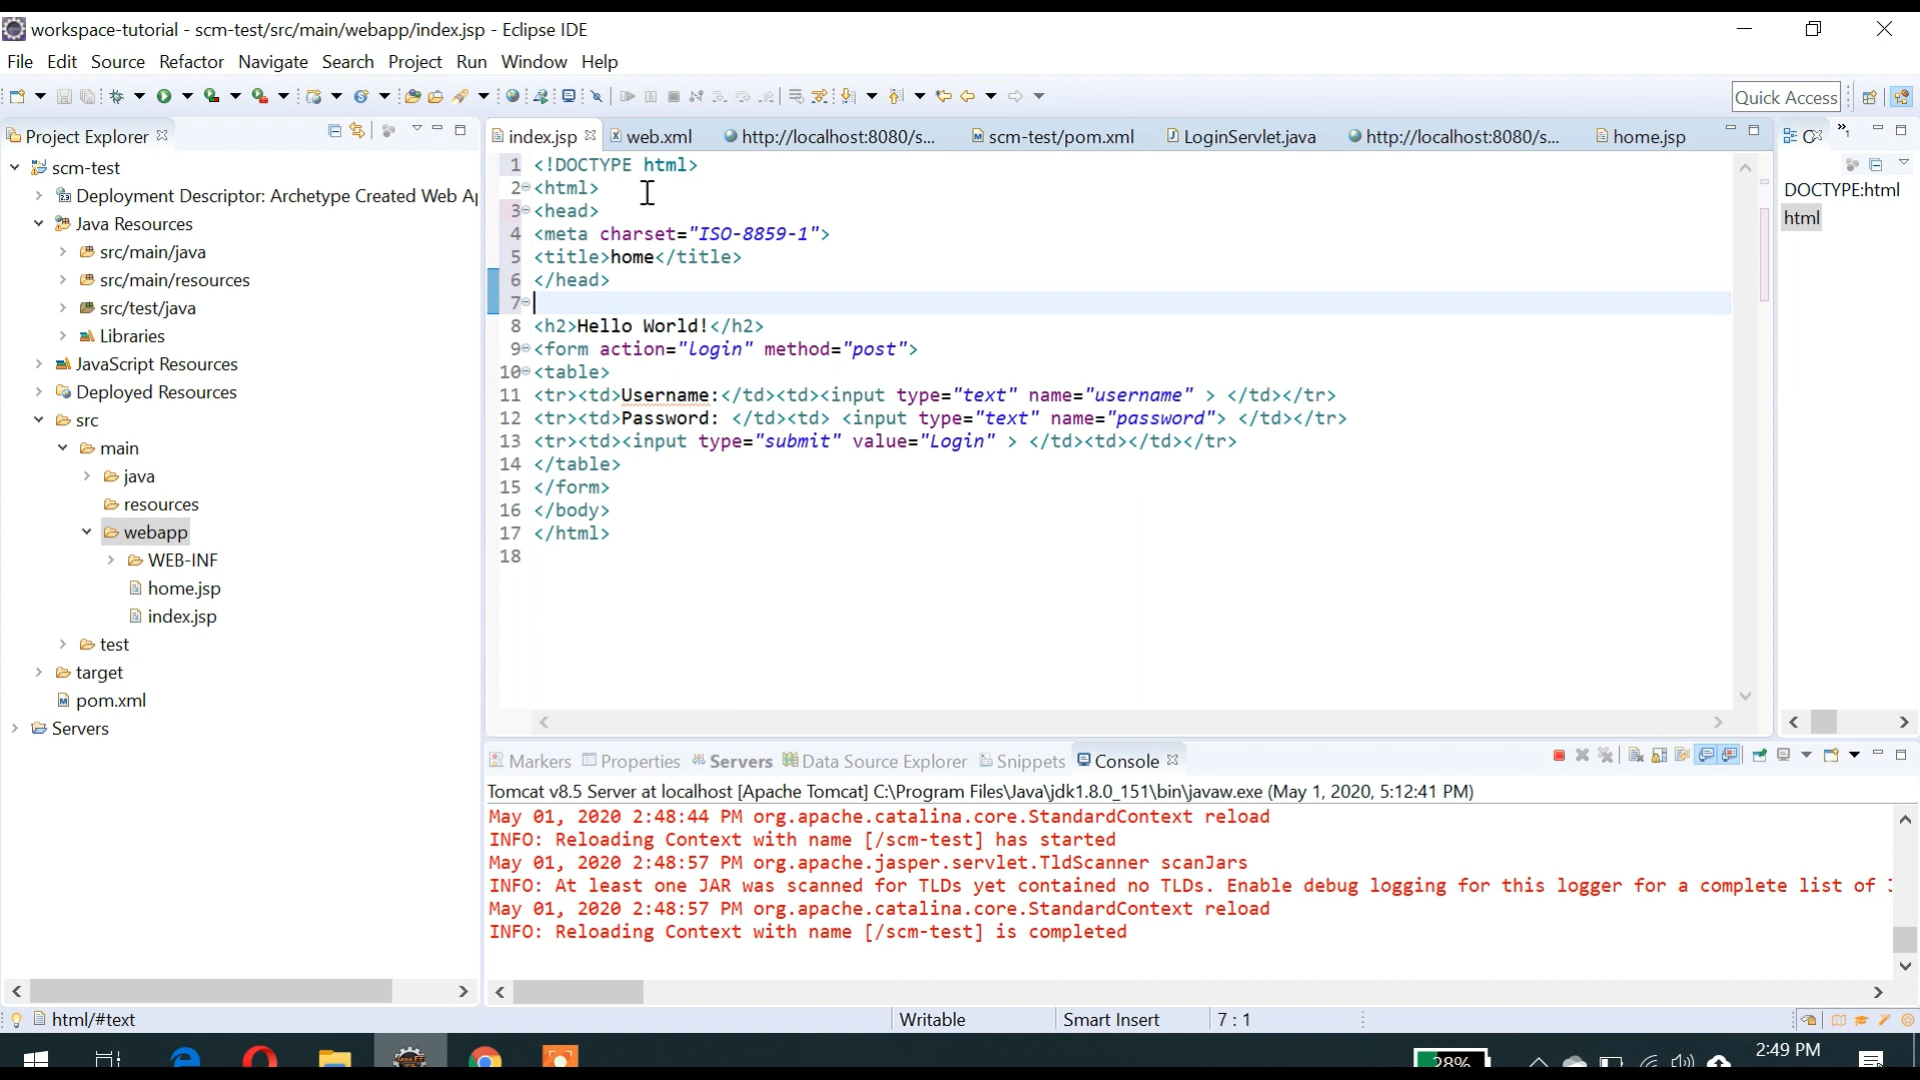 workspace-tutorial - scm-test/src/main/webapp/index.jsp - Eclipse IDE
File Edit Source Refactor Navigate Search Project Run Window Help
Quick Access
Project Explorer
index.jsp web.xml http://localhost:8080/s... scm-test/pom.xml LoginServlet.java http://localhost:8080/s... home.jsp
scm-test
Deployment Descriptor: Archetype Created Web Ap
Java Resources
src/main/java
src/main/resources
src/test/java
Libraries
JavaScript Resources
Deployed Resources
src
main
java
resources
webapp
WEB-INF
home.jsp
index.jsp
test
target
pom.xml
Servers
1 <!DOCTYPE html>
2 <html>
3 <head>
4 <meta charset="ISO-8859-1">
5 <title>home</title>
6 </head>
7
8 <h2>Hello World!</h2>
9 <form action="login" method="post">
10 <table>
11 <tr><td>Username:</td><td><input type="text" name="username" > </td></tr>
12 <tr><td>Password: </td><td> <input type="text" name="password"> </td></tr>
13 <tr><td><input type="submit" value="Login" > </td><td></td></tr>
14 </table>
15 </form>
16 </body>
17 </html>
18
DOCTYPE:html
html
Markers Properties Servers Data Source Explorer Snippets Console
Tomcat v8.5 Server at localhost [Apache Tomcat] C:\Program Files\Java\jdk1.8.0_151\bin\javaw.exe (May 1, 2020, 5:12:41 PM)
May 01, 2020 2:48:44 PM org.apache.catalina.core.StandardContext reload
INFO: Reloading Context with name [/scm-test] has started
May 01, 2020 2:48:57 PM org.apache.jasper.servlet.TldScanner scanJars
INFO: At least one JAR was scanned for TLDs yet contained no TLDs. Enable debug logging for this logger for a complete list of
May 01, 2020 2:48:57 PM org.apache.catalina.core.StandardContext reload
INFO: Reloading Context with name [/scm-test] is completed
html/#text
Writable
Smart Insert
7 : 1
28%
2:49 PM